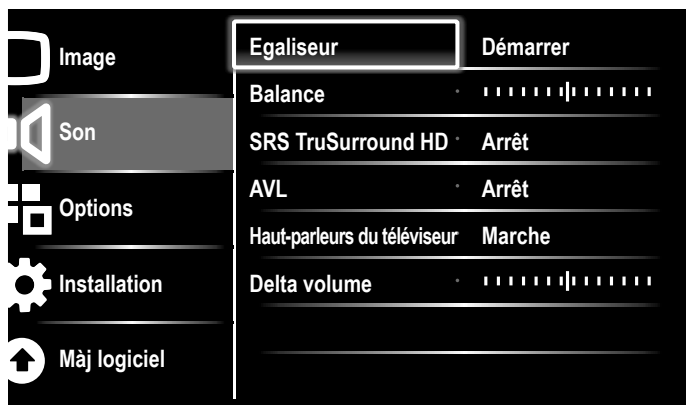 Image
Son
Options
Installation
Màj logiciel
Egaliseur Démarrer
Balance
SRS TruSurround HD Arrêt
AVL Arrêt
Haut-parleurs du téléviseur Marche
Delta volume